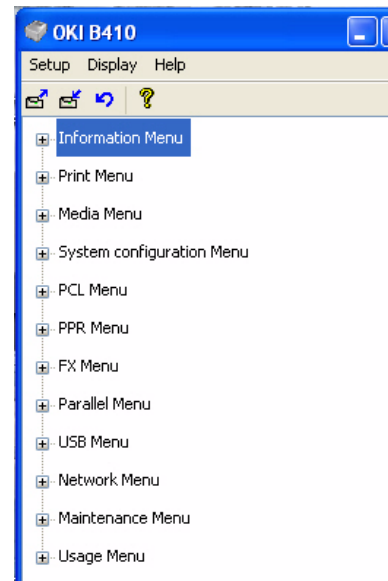 OKI B410
Setup Display Help
Information Menu
Print Menu
Media Menu
System configuration Menu
PCL Menu
PPR Menu
FX Menu
Parallel Menu
USB Menu
Network Menu
Maintenance Menu
Usage Menu